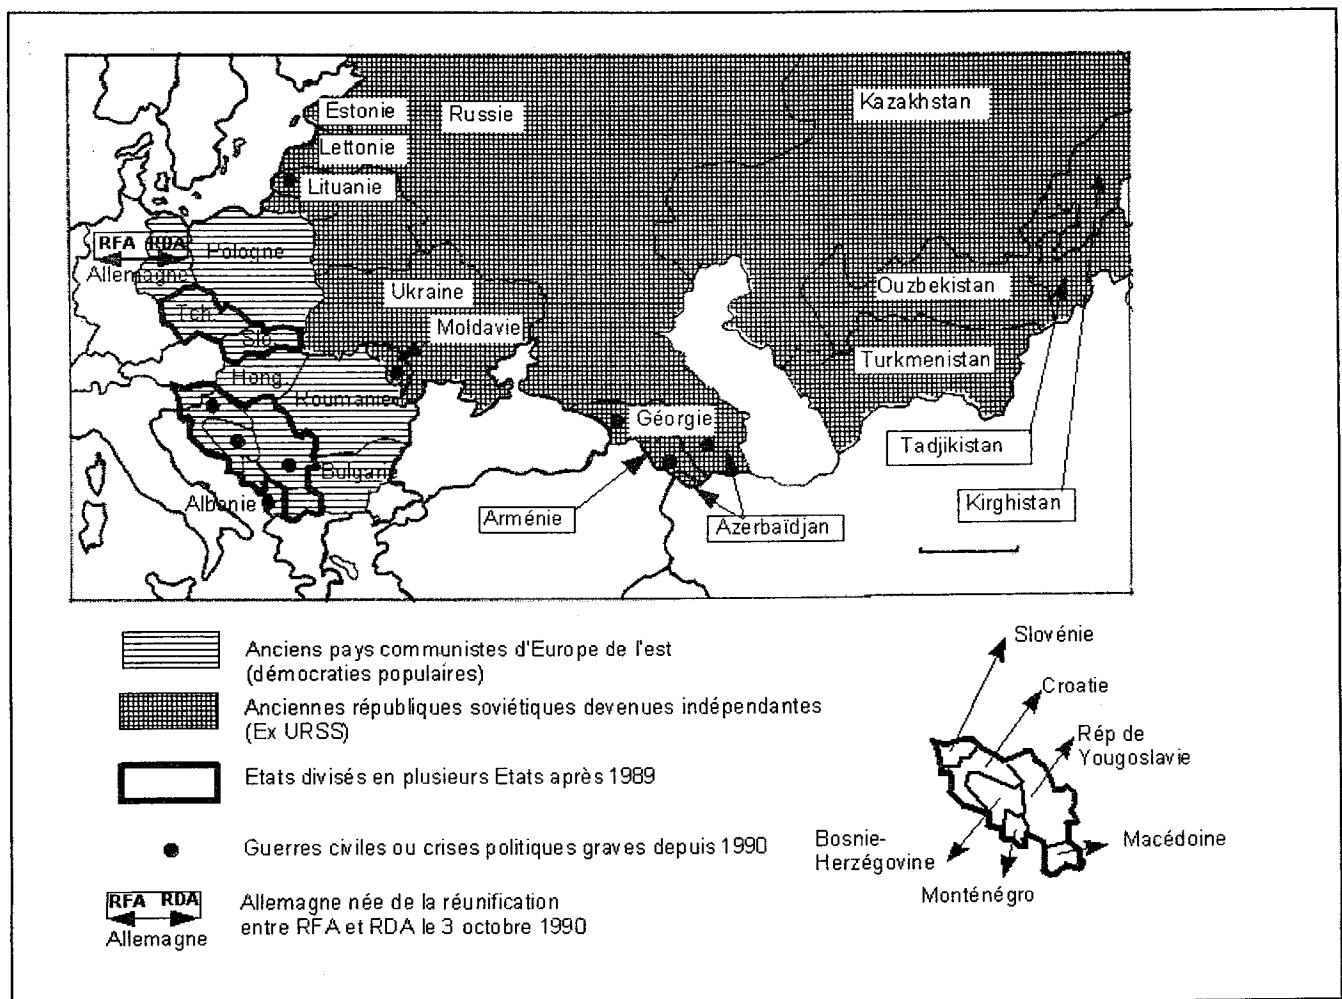 Estonie
Russie
Kazakhstan
Lettonie
Lituanie
RFA RDA
Allemagne
Pologne
Tch.
Slo
Ukraine
Moldavie
Ouzbekistan
Turkmenistan
Hong.
Roumanie
Géorgie
Bulgarie
Albanie
Arménie
Azerbaïdjan
Tadjikistan
Kirghistan
Anciens pays communistes d'Europe de l'est
(démocraties populaires)
Anciennes républiques soviétiques devenues indépendantes
(Ex URSS)
Etats divisés en plusieurs Etats après 1989
Guerres civiles ou crises politiques graves depuis 1990
RFA RDA
Allemagne
Allemagne née de la réunification
entre RFA et RDA le 3 octobre 1990
Slovénie
Croatie
Rép de
Yougoslavie
Bosnie-
Herzégovine
Macédoine
Monténégro